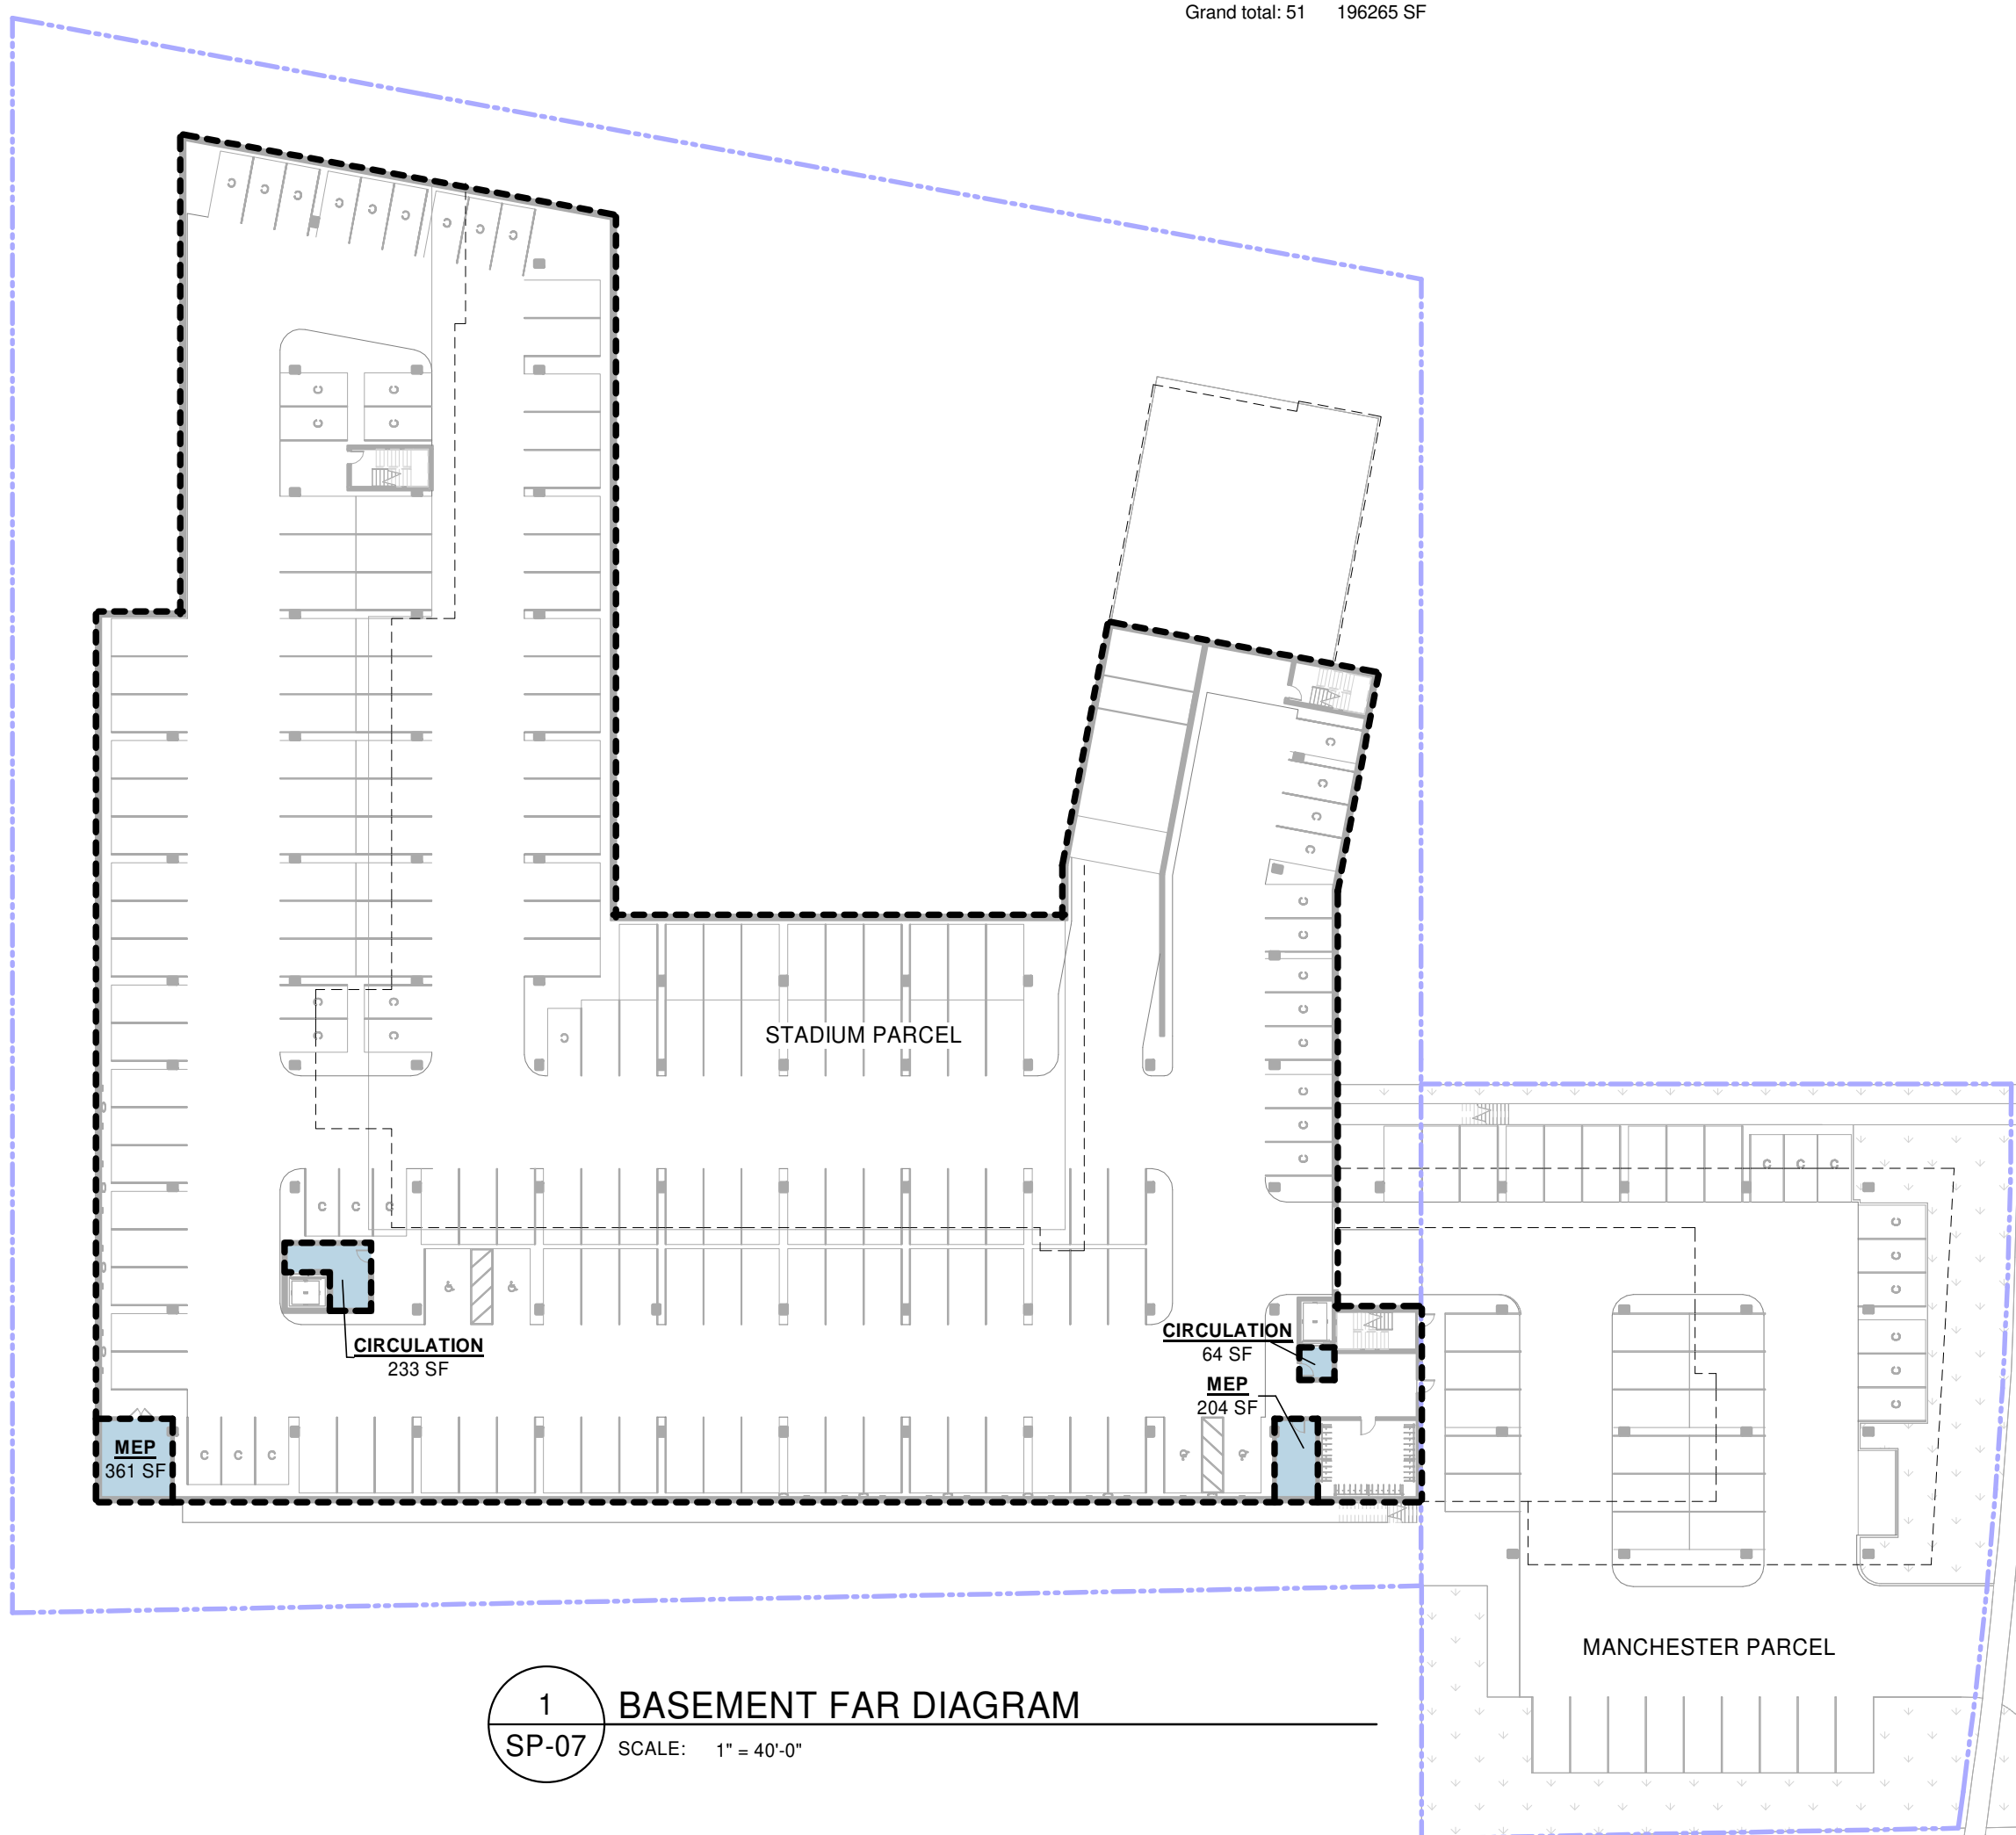 Grand total: 51 196265 SF
STADIUM PARCEL
CIRCULATION
233 SF
CIRCULATION
64 SF
MEP
204 SF
MEP
361 SF
MANCHESTER PARCEL
1
SP-07
BASEMENT FAR DIAGRAM
SCALE: 1" = 40'-0"